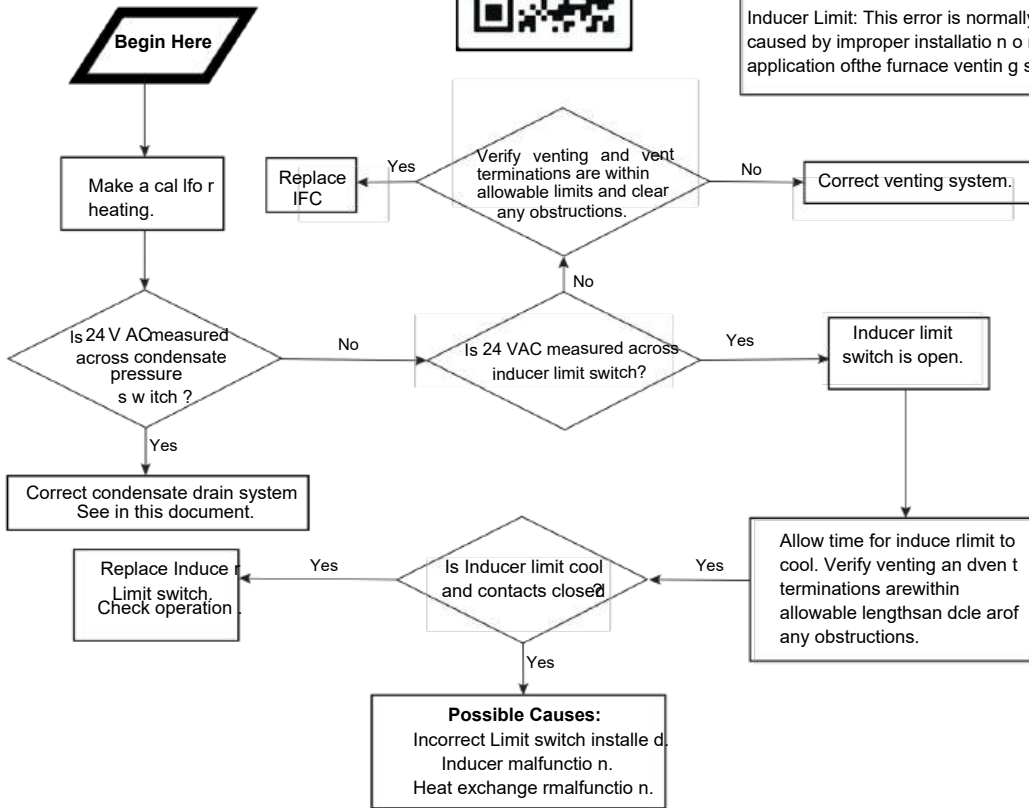 Begin Here
Inducer Limit: This error is normally
caused by improper installatio n o
application ofthe furnace ventin g s
Make a cal lfo r
heating.
Yes
Replace
IFC
Verify venting and vent
terminations are within
allowable limits and clear
any obstructions.
No
Correct venting system.
No
Is 24 V ACmeasured
across condensate
pressure
s w itch ?
No
Is 24 VAC measured across
inducer limit switch?
Yes
Inducer limit
switch is open.
Yes
Correct condensate drain system
See in this document.
Replace Induce r
Limit switch.
Check operation .
Yes
Is Inducer limit cool
and contacts closed?
Yes
Allow time for induce rlimit to
cool. Verify venting an dven t
terminations arewithin
allowable lengthsan dcle arof
any obstructions.
Yes
Possible Causes:
Incorrect Limit switch installe d.
Inducer malfunctio n.
Heat exchange rmalfunctio n.